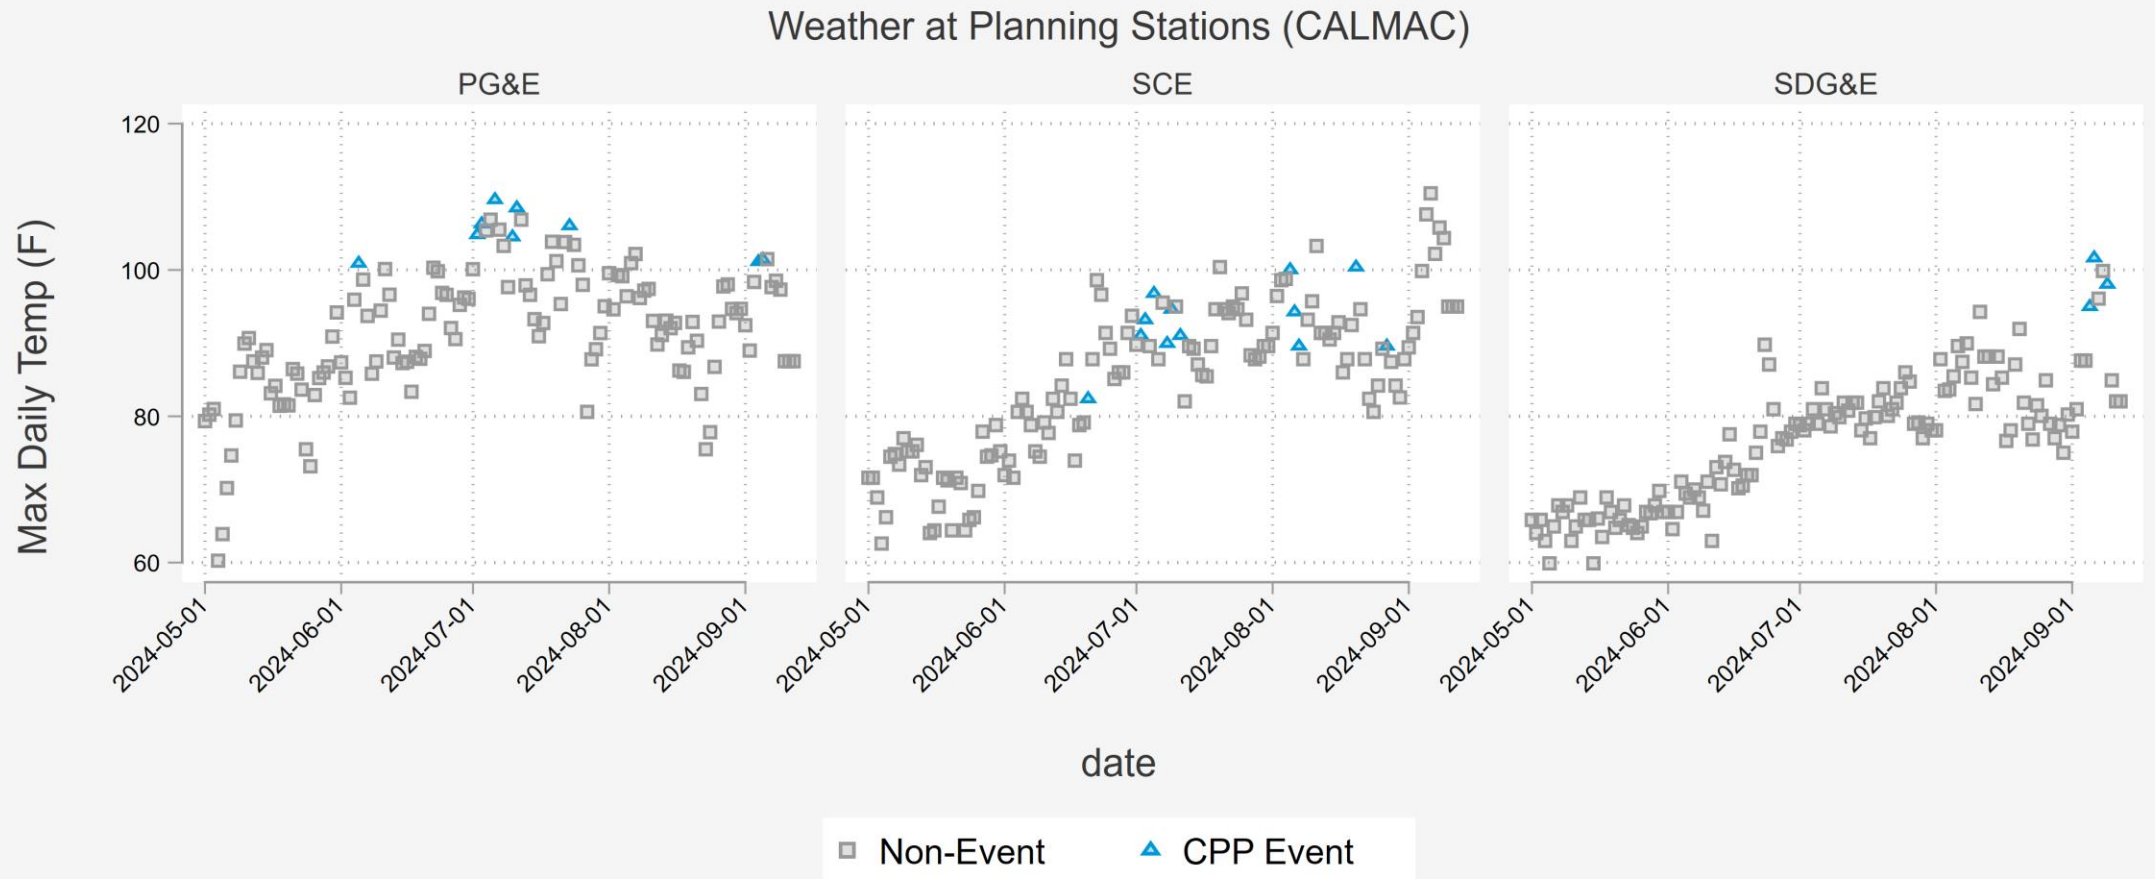 Weather at Planning Stations (CALMAC)
PG&E
SCE
SDG&E
Max Daily Temp (F)
120
100
80
60
2024-05-01
2024-06-01
2024-07-01
2024-08-01
2024-09-01
2024-05-01
2024-06-01
2024-07-01
2024-08-01
2024-09-01
2024-05-01
2024-06-01
2024-07-01
2024-08-01
2024-09-01
date
Non-Event
CPP Event